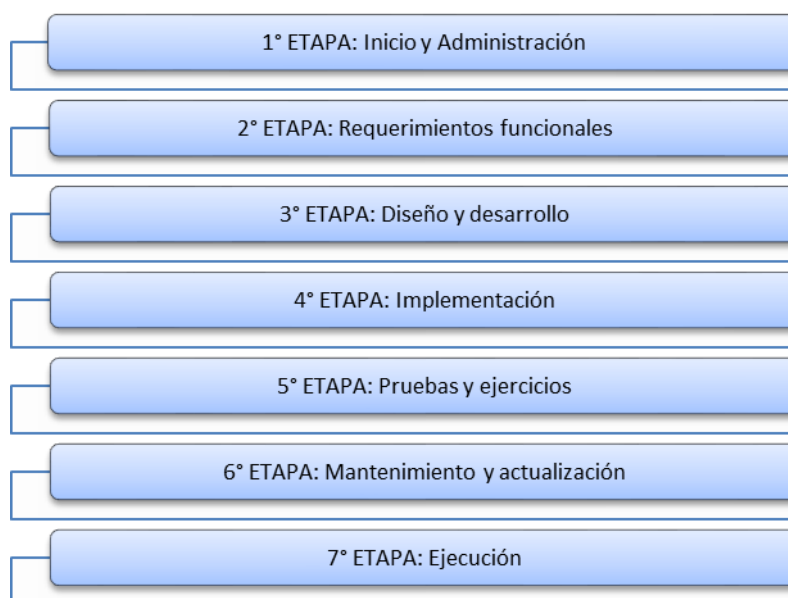 1° ETAPA: Inicio y Administración
2° ETAPA: Requerimientos funcionales
3° ETAPA: Diseño y desarrollo
4° ETAPA: Implementación
5° ETAPA: Pruebas y ejercicios
6° ETAPA: Mantenimiento y actualización
7° ETAPA: Ejecución